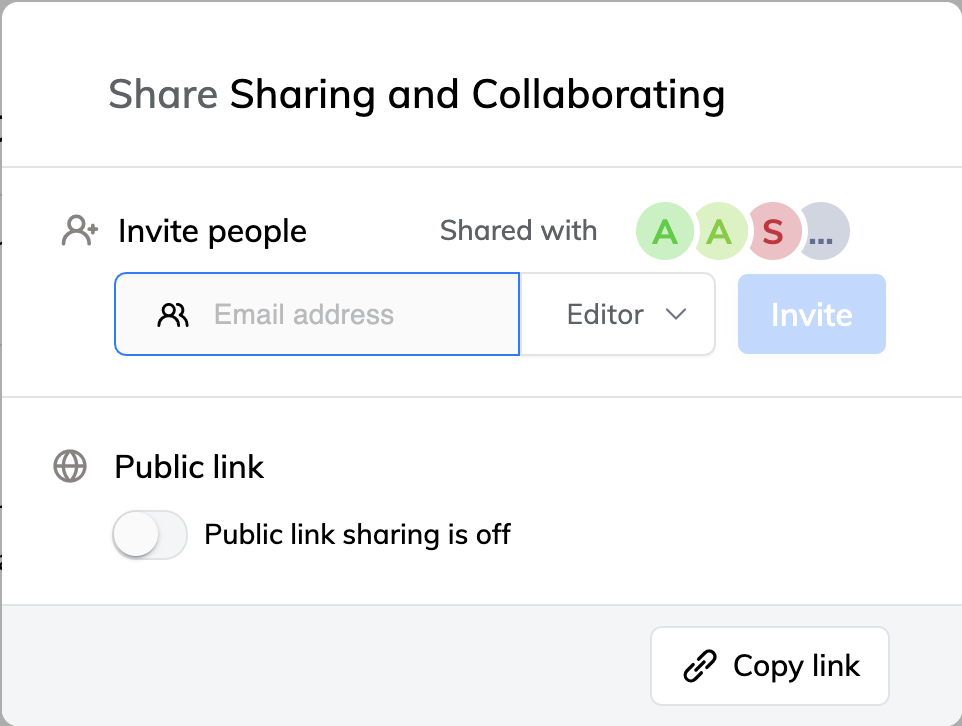 Share Sharing and Collaborating
Invite people
Shared with
A A S ...
Email address
Editor
Invite
Public link
Public link sharing is off
Copy link